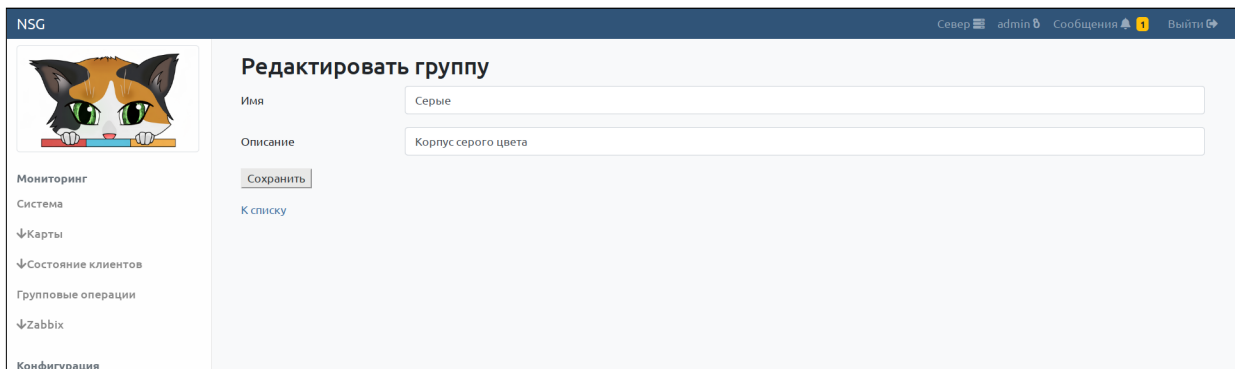 NSG
Север admin Сообщения 1 Выйти
Редактировать группу
Имя Серые
Описание Корпус серого цвета
Сохранить
К списку
Мониторинг
Система
Карты
Состояние клиентов
Групповые операции
Zabbix
Конфигурация